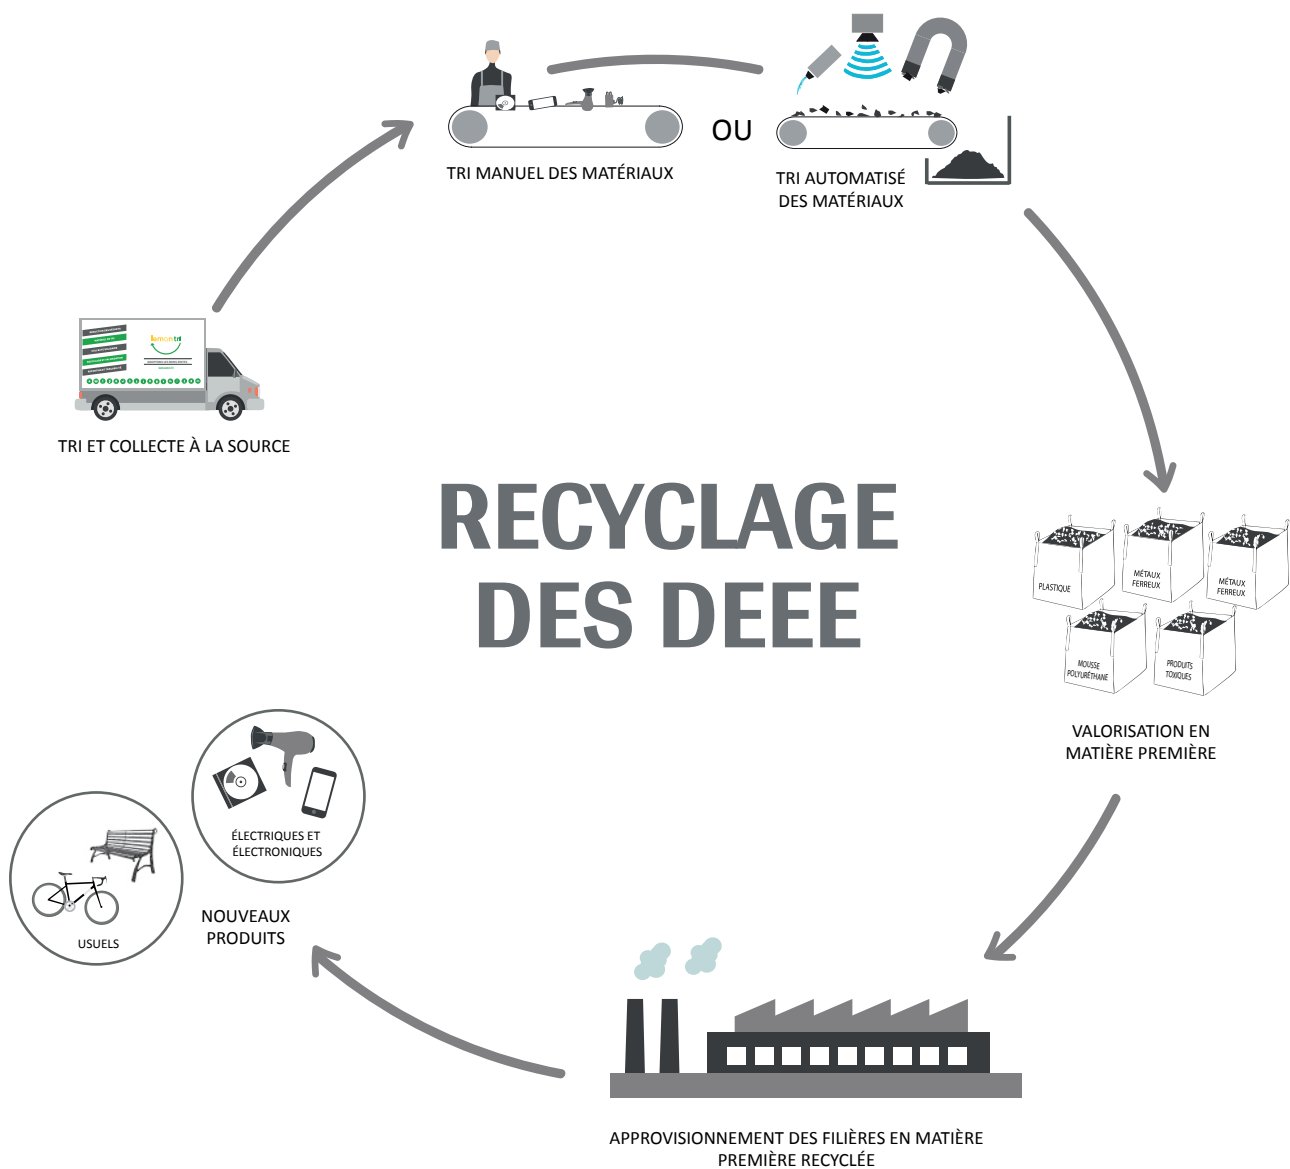 OU
TRI MANUEL DES MATÉRIAUX
TRI AUTOMATISÉ
DES MATÉRIAUX
lemon tri
TRI ET COLLECTE À LA SOURCE
RECYCLAGE
DES DEEE
PLASTIQUE
MÉTAUX
FERREUX
MÉTAUX
FERREUX
MOUSSE
POLYURÉTHANE
PRODUITS
TOXIQUES
VALORISATION EN
MATIÈRE PREMIÈRE
ÉLECTRIQUES ET
ÉLECTRONIQUES
USUELS
NOUVEAUX
PRODUITS
APPROVISIONNEMENT DES FILIÈRES EN MATIÈRE
PREMIÈRE RECYCLÉE